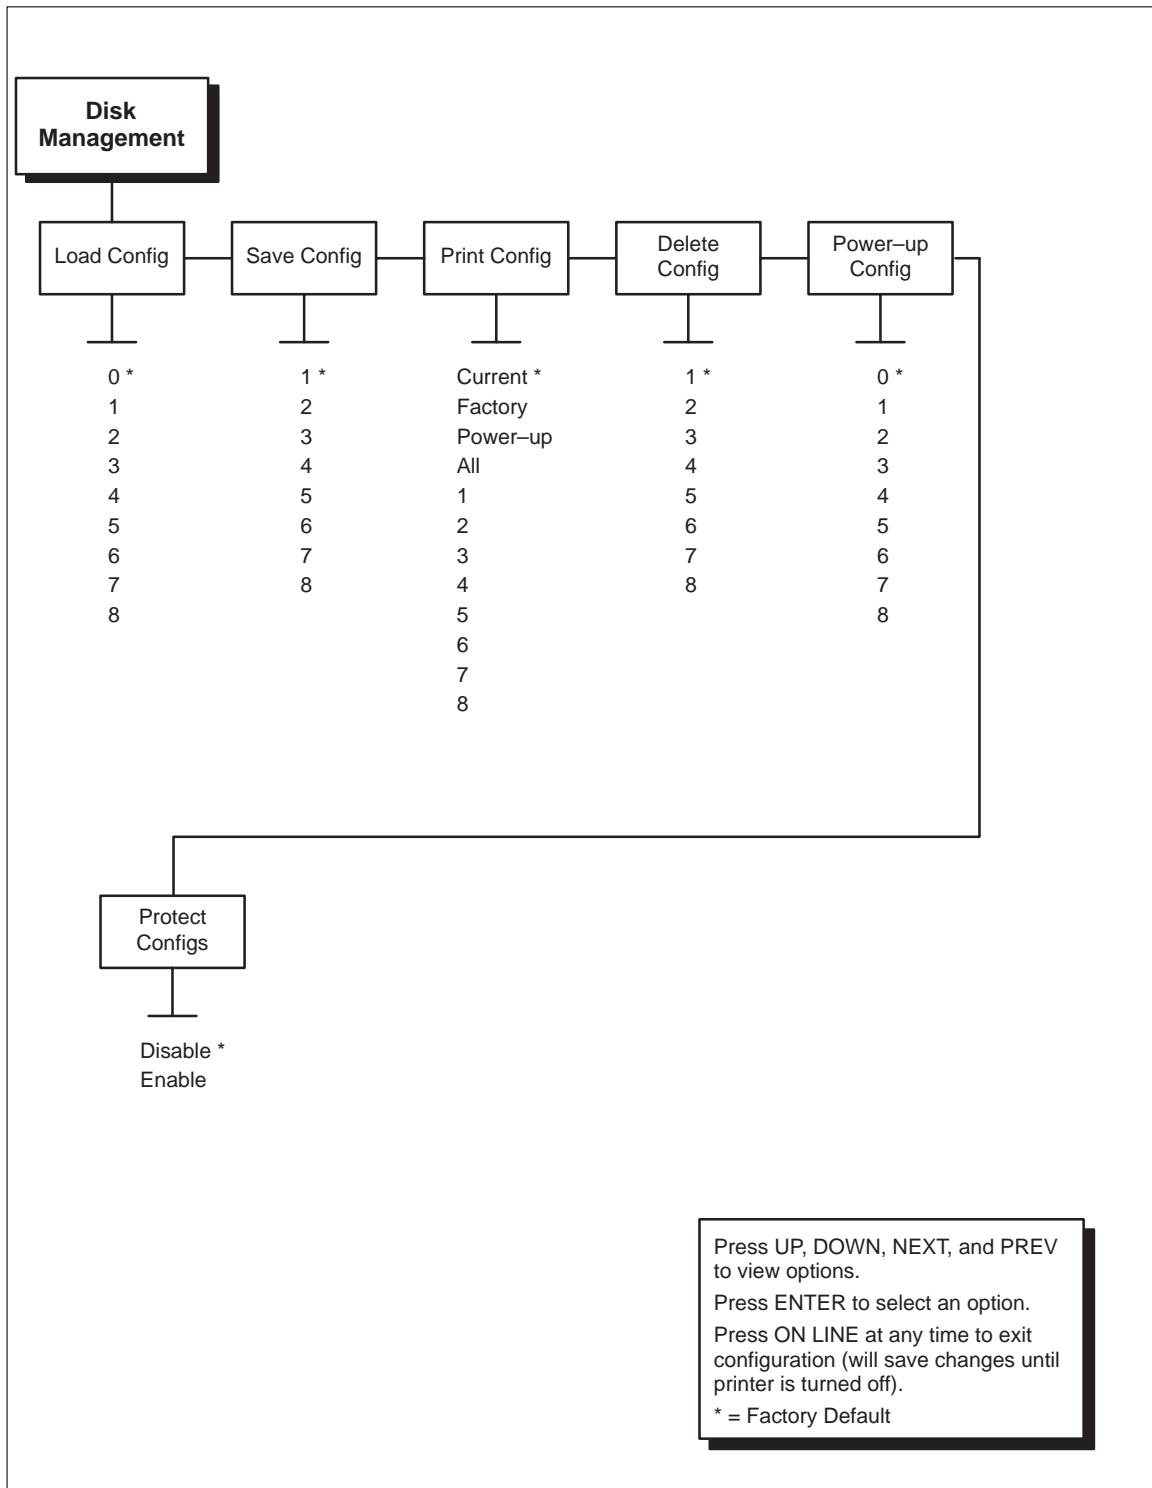 Disk
Management
Load Config
Save Config
Print Config
Delete
Config
Power–up
Config
0 *
1
2
3
4
5
6
7
8
1 *
2
3
4
5
6
7
8
Current *
Factory
Power–up
All
1
2
3
4
5
6
7
8
1 *
2
3
4
5
6
7
8
0 *
1
2
3
4
5
6
7
8
Protect
Configs
Disable *
Enable
Press UP, DOWN, NEXT, and PREV
to view options.
Press ENTER to select an option.
Press ON LINE at any time to exit
configuration (will save changes until
printer is turned off).
* = Factory Default